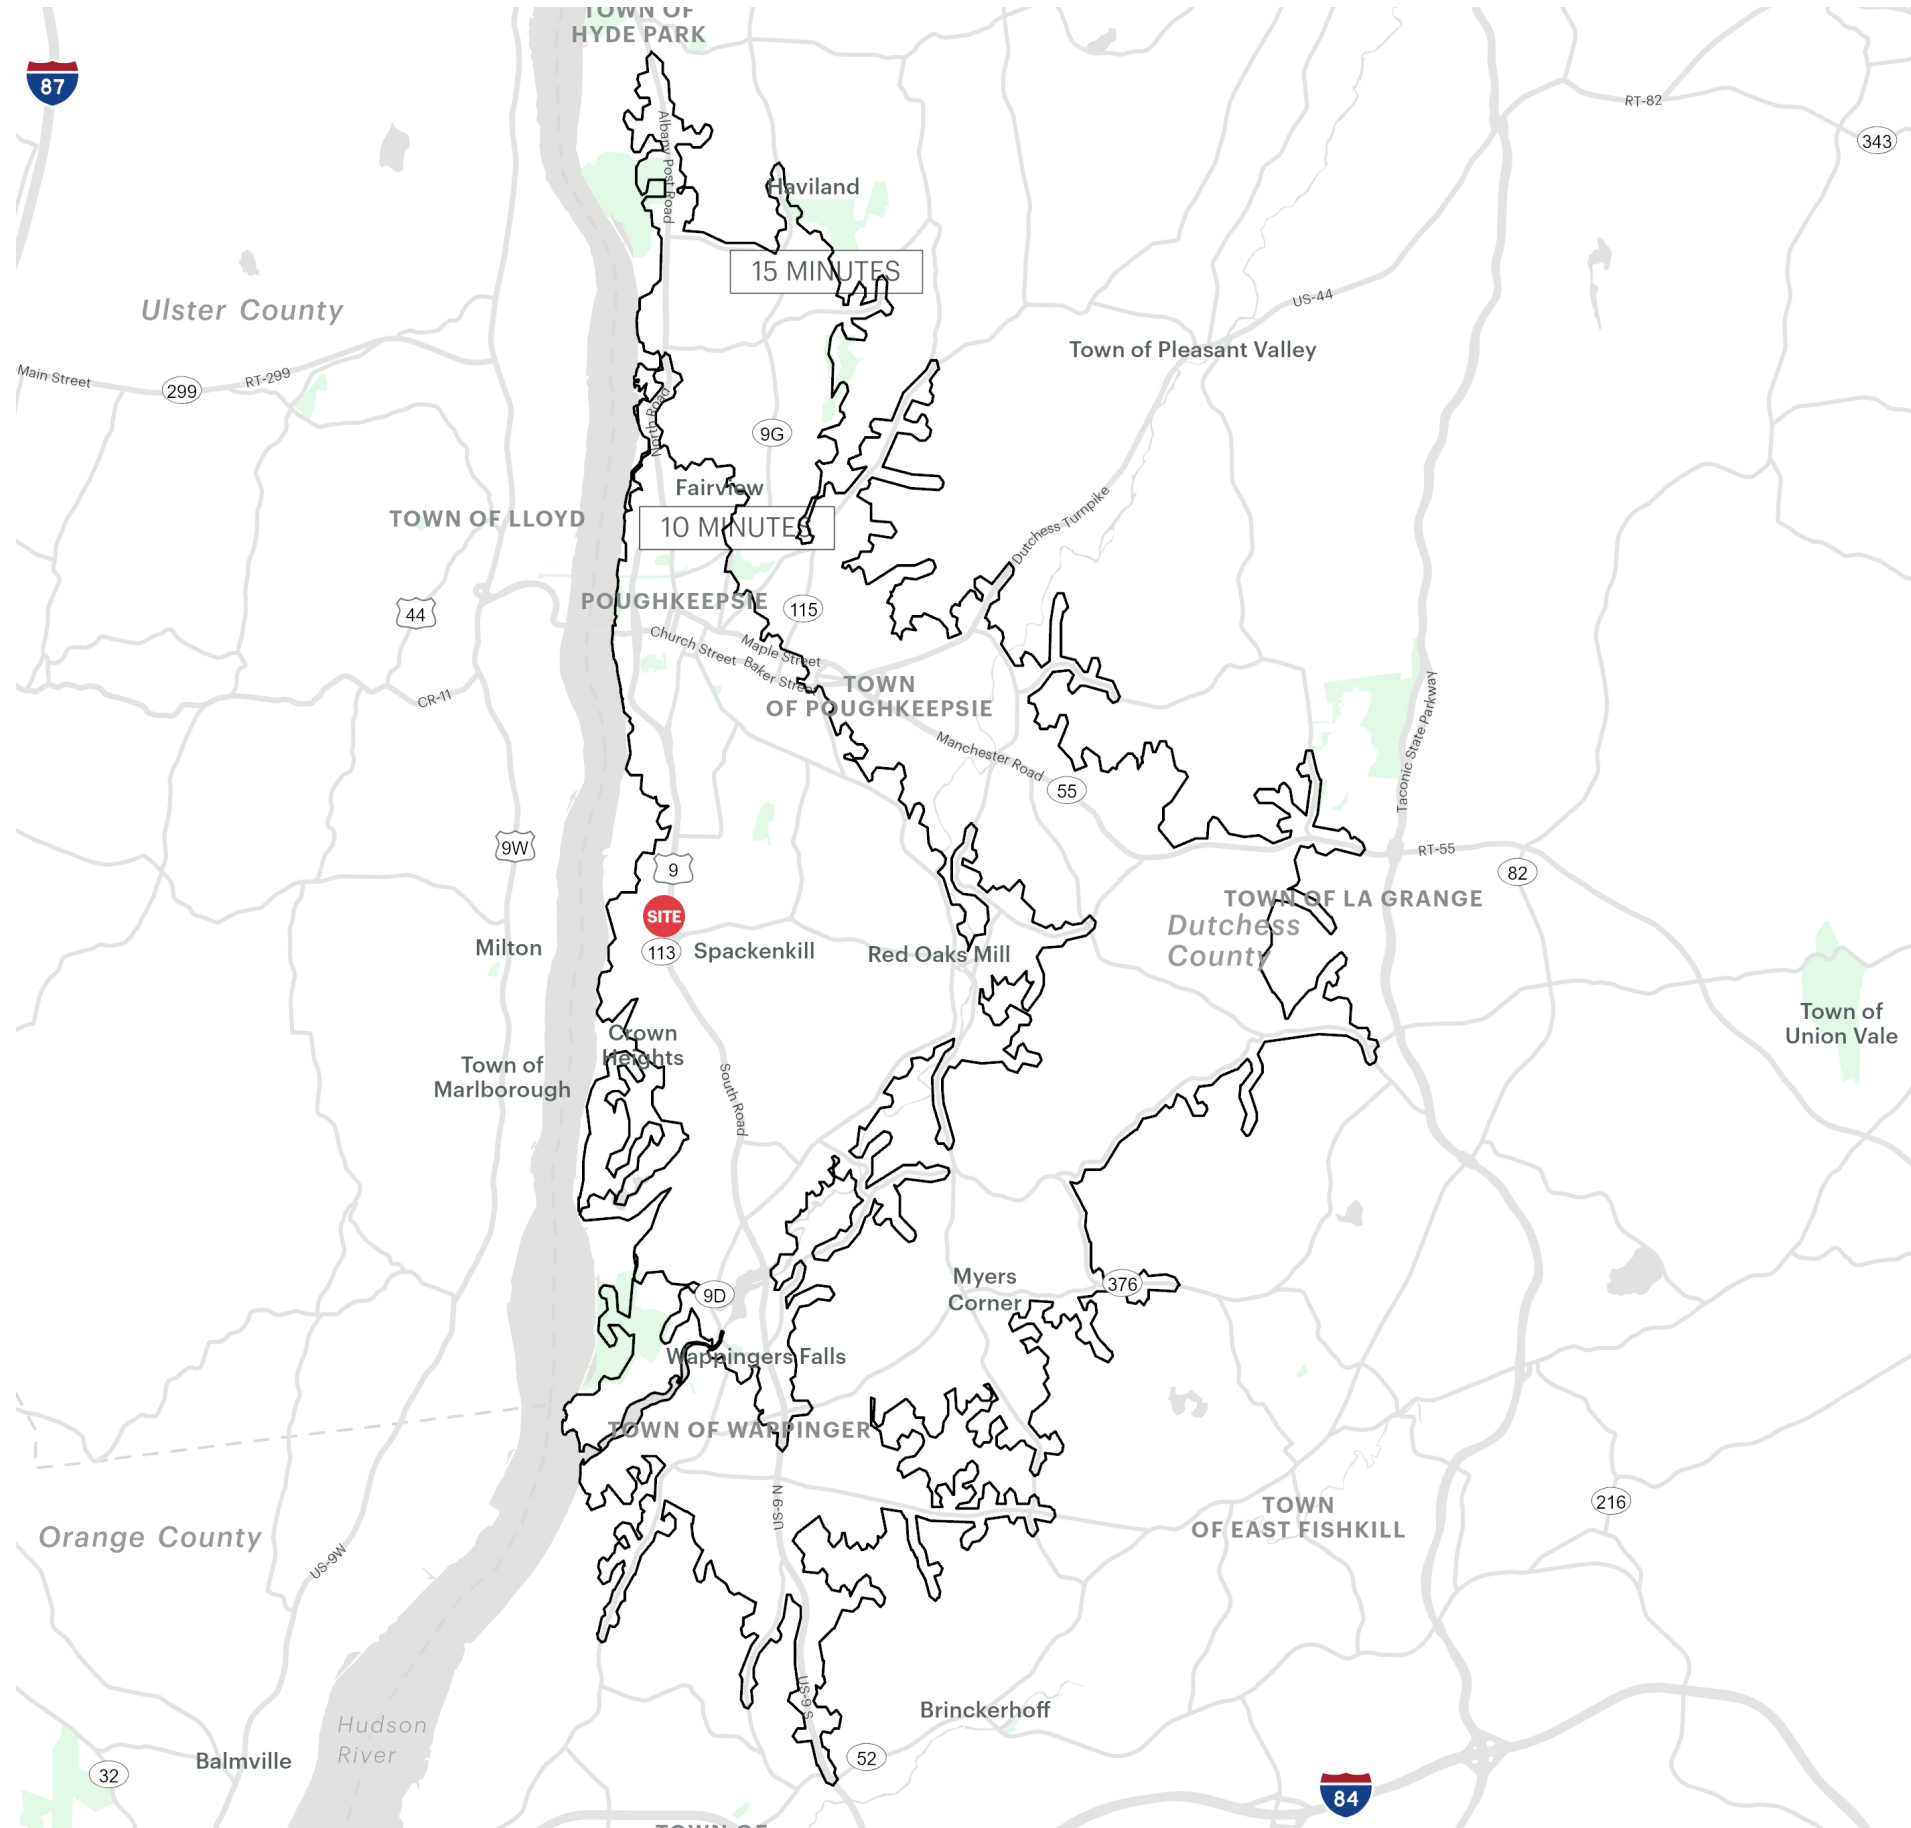 TOWN OF
HYDE PARK
87
RT-82
343
Albany Post Road
Haviland
15 MINUTES
Ulster County
US-44
Town of Pleasant Valley
Main Street
299
RT-299
North Road
9G
Fairview
TOWN OF LLOYD
10 MINUTES
Dutchess Turnpike
44
POUGHKEEPSIE
115
Church Street
Maple Street
Baker Street
CR-11
TOWN
OF POUGHKEEPSIE
Manchester Road
55
Taconic State Parkway
9W
9
RT-55
82
SITE
TOWN OF LA GRANGE
Dutchess
County
Milton
113
Spackenkill
Red Oaks Mill
Crown
Heights
Town of
Union Vale
Town of
Marlborough
South Road
Myers
Corner
376
9D
Wappingers Falls
TOWN OF WAPPINGER
US-9 N
TOWN
OF EAST FISHKILL
216
Orange County
US-9W
US-9 S
Brinckerhoff
Hudson
River
Balmville
32
52
84
TOWN OF